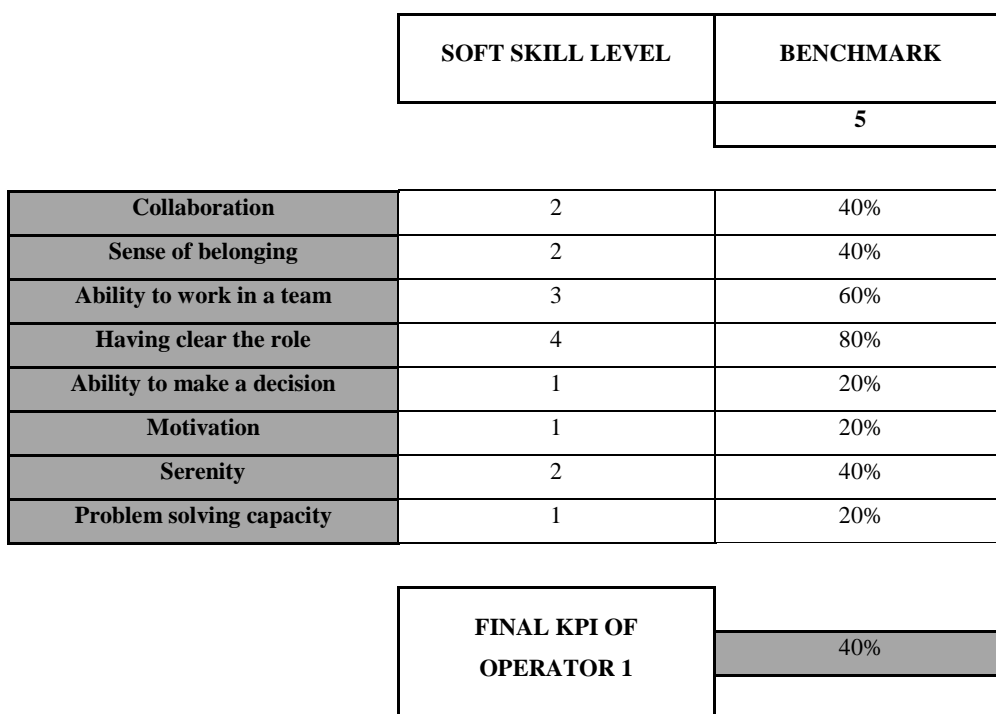 SOFT SKILL LEVEL BENCHMARK
5
Collaboration 2 40%
Sense of belonging 2 40%
Ability to work in a team 3 60%
Having clear the role 4 80%
Ability to make a decision 1 20%
Motivation 1 20%
Serenity 2 40%
Problem solving capacity 1 20%
FINAL KPI OF
40%
OPERATOR 1